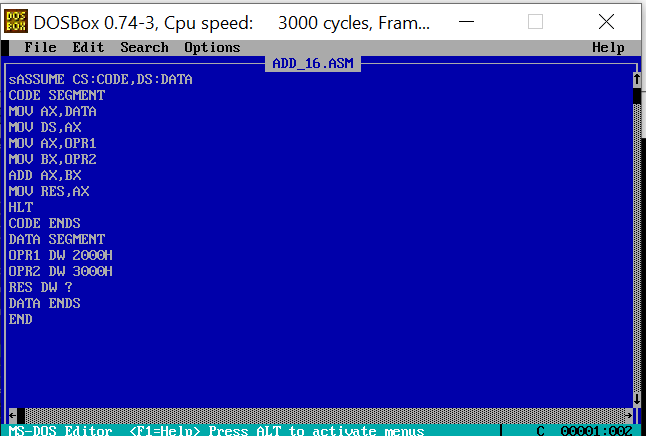 DOS BOX DOSBox 0.74-3, Cpu speed: 3000 cycles, Fram...
File Edit Search Options Help
ADD_16.ASM
sASSUME CS:CODE,DS:DATA
CODE SEGMENT
MOV AX,DATA
MOV DS,AX
MOV AX,OPR1
MOV BX,OPR2
ADD AX,BX
MOV RES,AX
HLT
CODE ENDS
DATA SEGMENT
OPR1 DW 2000H
OPR2 DW 3000H
RES DW ?
DATA ENDS
END
MS-DOS Editor <F1=Help> Press ALT to activate menus C 00001:002